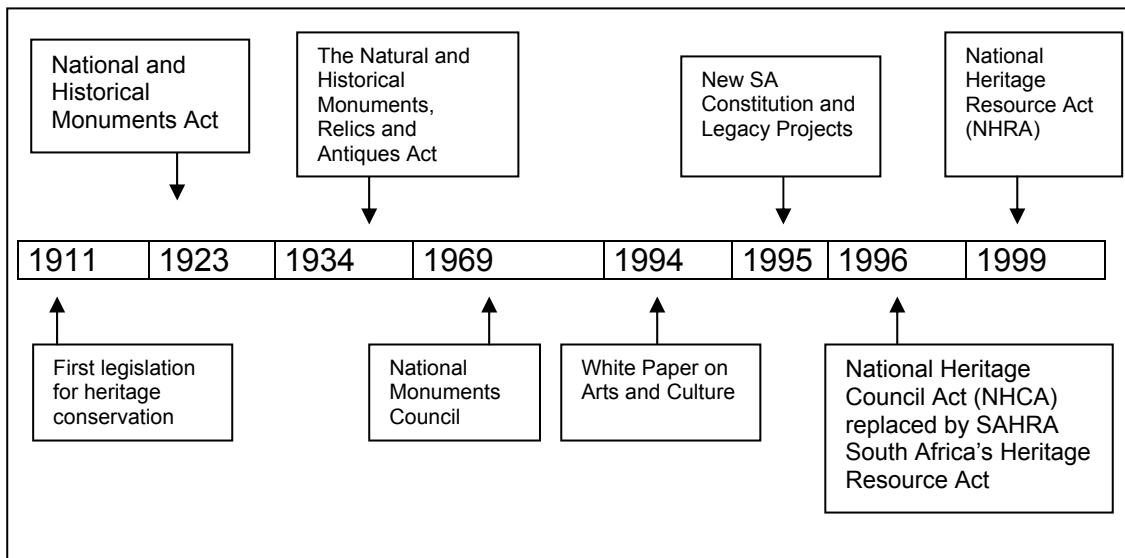 National and
Historical
Monuments Act
The Natural and
Historical
Monuments,
Relics and
Antiques Act
New SA
Constitution and
Legacy Projects
National
Heritage
Resource Act
(NHRA)
1911 1923 1934 1969 1994 1995 1996 1999
First legislation
for heritage
conservation
National
Monuments
Council
White Paper on
Arts and Culture
National Heritage
Council Act (NHCA)
replaced by SAHRA
South Africa's Heritage
Resource Act